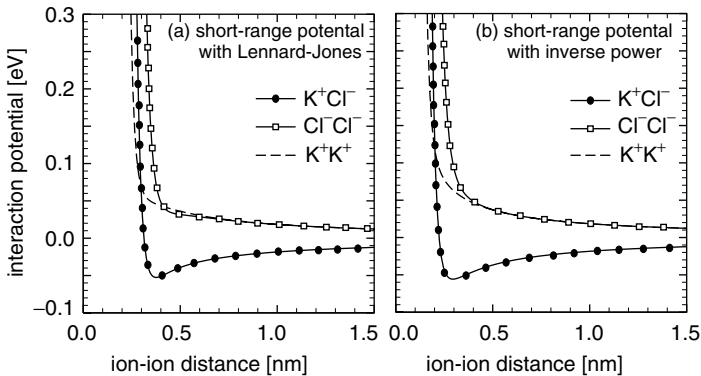 (a) short-range potental
with Lennard-Jones
K⁺Cl⁻
Cl⁻Cl⁻
K⁺K⁺
0.3
0.2
0.1
0.0
−0.1
interaction potential [eV]
0.0 0.5 1.0 1.5
ion-ion distance [nm]
(b) short-range potental
with inverse power
K⁺Cl⁻
Cl⁻Cl⁻
K⁺K⁺
0.0 0.5 1.0 1.5
ion-ion distance [nm]